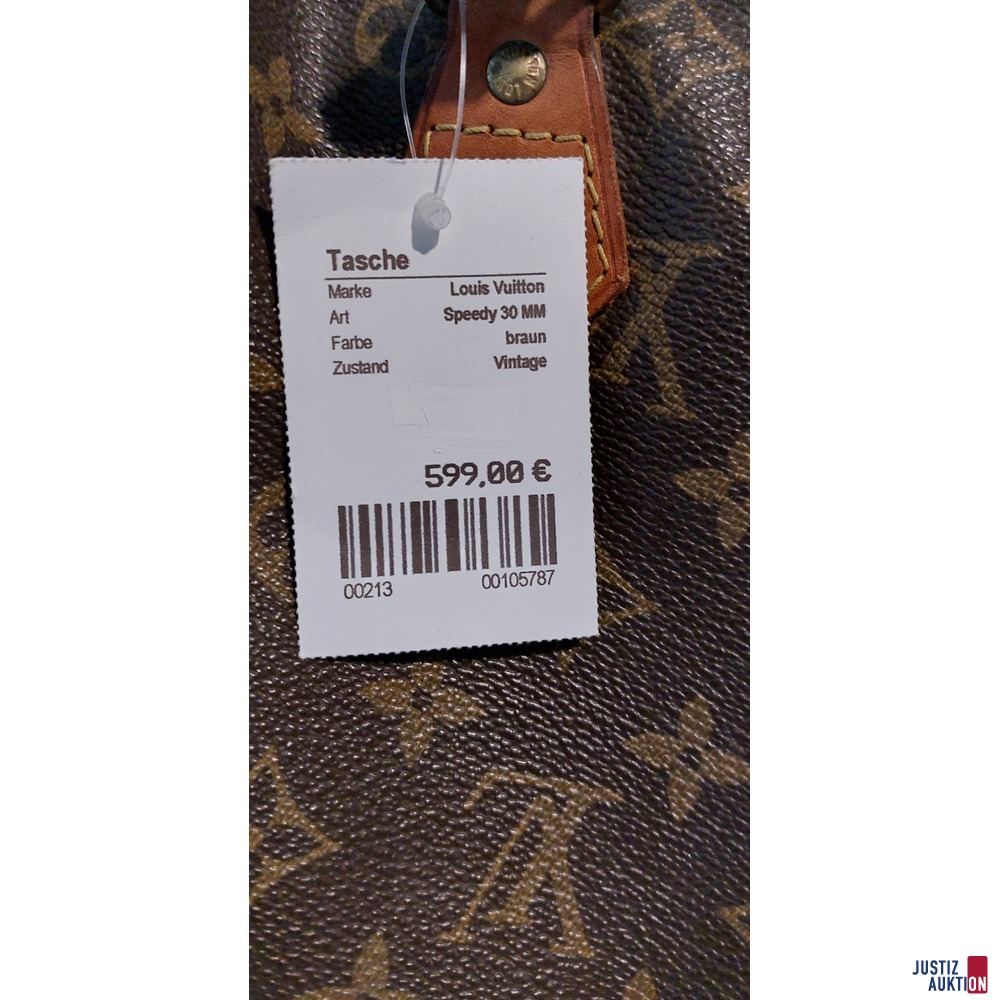 Tasche
Marke Louis Vuitton
Art Speedy 30 MM
Farbe braun
Zustand Vintage
599,00 €
00213 00105787
JUSTIZ
AUKTION